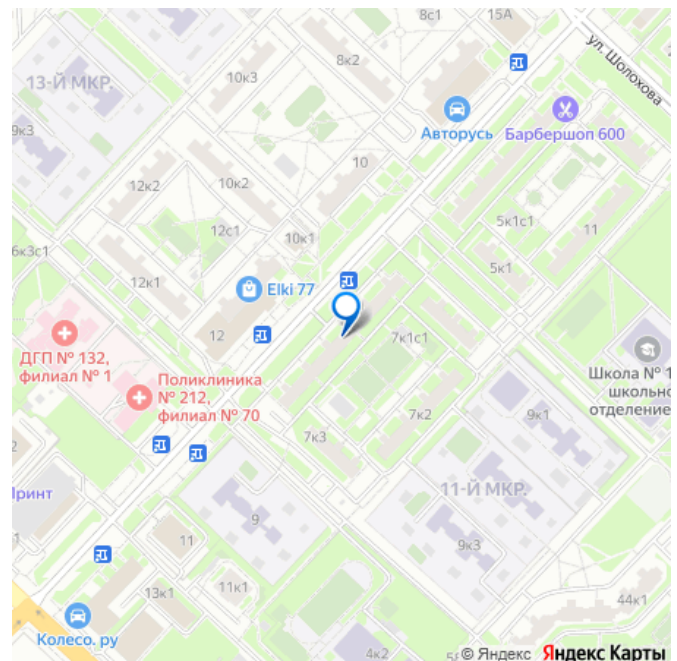 8с1
15А
8к2
ул. Шолохова
10к3
13-Й МКР.
Авторусь
Барбершоп 600
9к3
10
12к2
10к2
5к1с1
12с1
10к1
11
6к3с1
5к1
12к1
Elki 77
12
7к1с1
ДГП № 132,
филиал № 1
Поликлиника
№ 212,
филиал № 70
Школа № 1
школьно
отделение
7к2
9к1
7к3
2
11-Й МКР.
Принт
9
11
9к3
13к1
11к1
44к1
Колесо. ру
4к2
© Яндекс Яндекс Карты